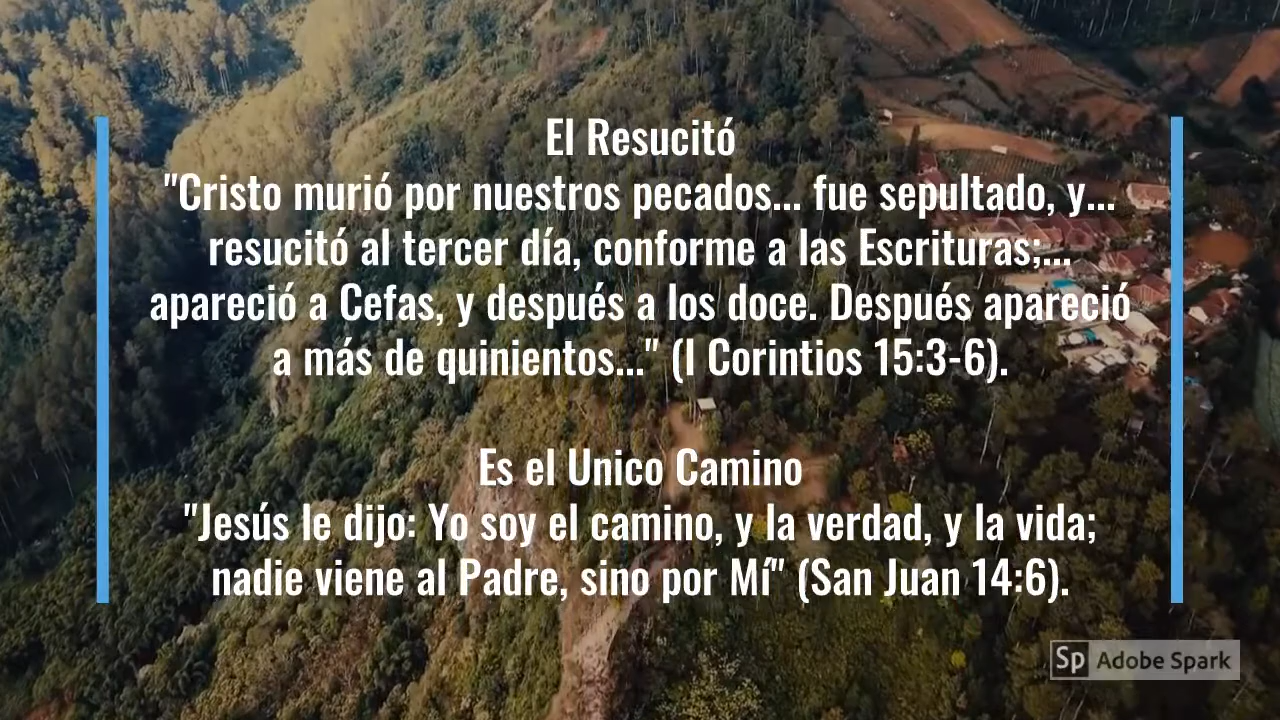 El Resucitó
"Cristo murió por nuestros pecados... fue sepultado, y...
resucitó al tercer día, conforme a las Escrituras;...
apareció a Cefas, y después a los doce. Después apareció
a más de quinientos..." (I Corintios 15:3-6).
Es el Unico Camino
"Jesús le dijo: Yo soy el camino, y la verdad, y la vida;
nadie viene al Padre, sino por Mí" (San Juan 14:6).
Sp Adobe Spark